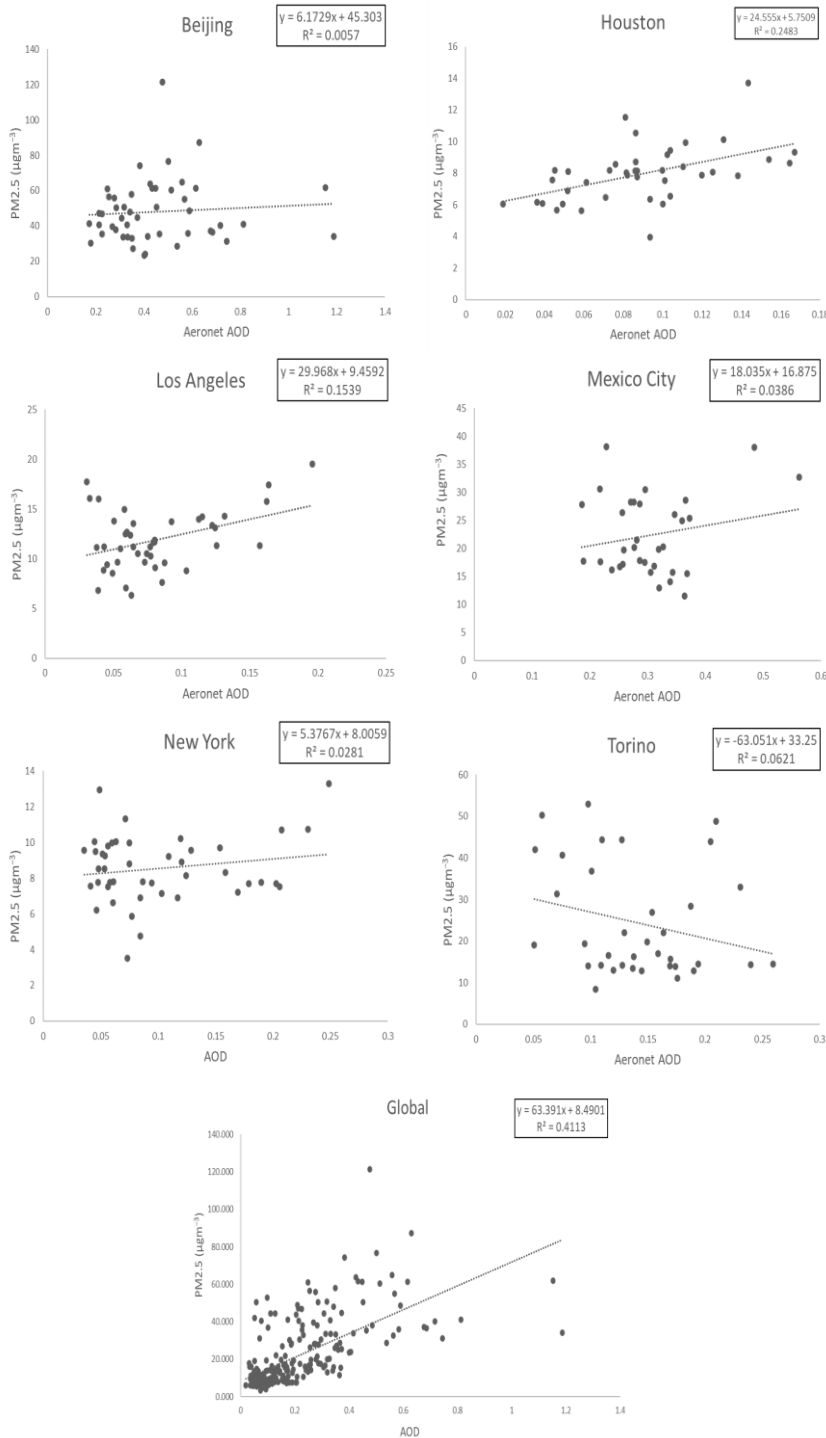 Beijing
y = 6.1729x + 45.303
R² = 0.0057
140
120
100
80
60
40
20
0
PM2.5 (µgm⁻³)
0 0.2 0.4 0.6 0.8 1 1.2 1.4
Aeronet AOD
Houston
y = 24.555x + 5.7509
R² = 0.2483
16
14
12
10
8
6
4
2
0
PM2.5 (µgm⁻³)
0 0.02 0.04 0.06 0.08 0.1 0.12 0.14 0.16 0.18
Aeronet AOD
Los Angeles
y = 29.968x + 9.4592
R² = 0.1539
25
20
15
10
5
0
PM2.5 (µgm⁻³)
0 0.05 0.1 0.15 0.2 0.25
Aeronet AOD
Mexico City
y = 18.035x + 16.875
R² = 0.0386
45
40
35
30
25
20
15
10
5
0
PM2.5 (µgm⁻³)
0 0.1 0.2 0.3 0.4 0.5 0.6
Aeronet AOD
New York
y = 5.3767x + 8.0059
R² = 0.0281
14
12
10
8
6
4
2
0
PM2.5 (µgm⁻³)
0 0.05 0.1 0.15 0.2 0.25 0.3
AOD
Torino
y = -63.051x + 33.25
R² = 0.0621
60
50
40
30
20
10
0
PM2.5 (µgm⁻³)
0 0.05 0.1 0.15 0.2 0.25 0.3
Aeronet AOD
Global
y = 63.391x + 8.4901
R² = 0.4113
140.000
120.000
100.000
80.000
60.000
40.000
20.000
0.000
PM2.5 (µgm⁻³)
0 0.2 0.4 0.6 0.8 1 1.2 1.4
AOD